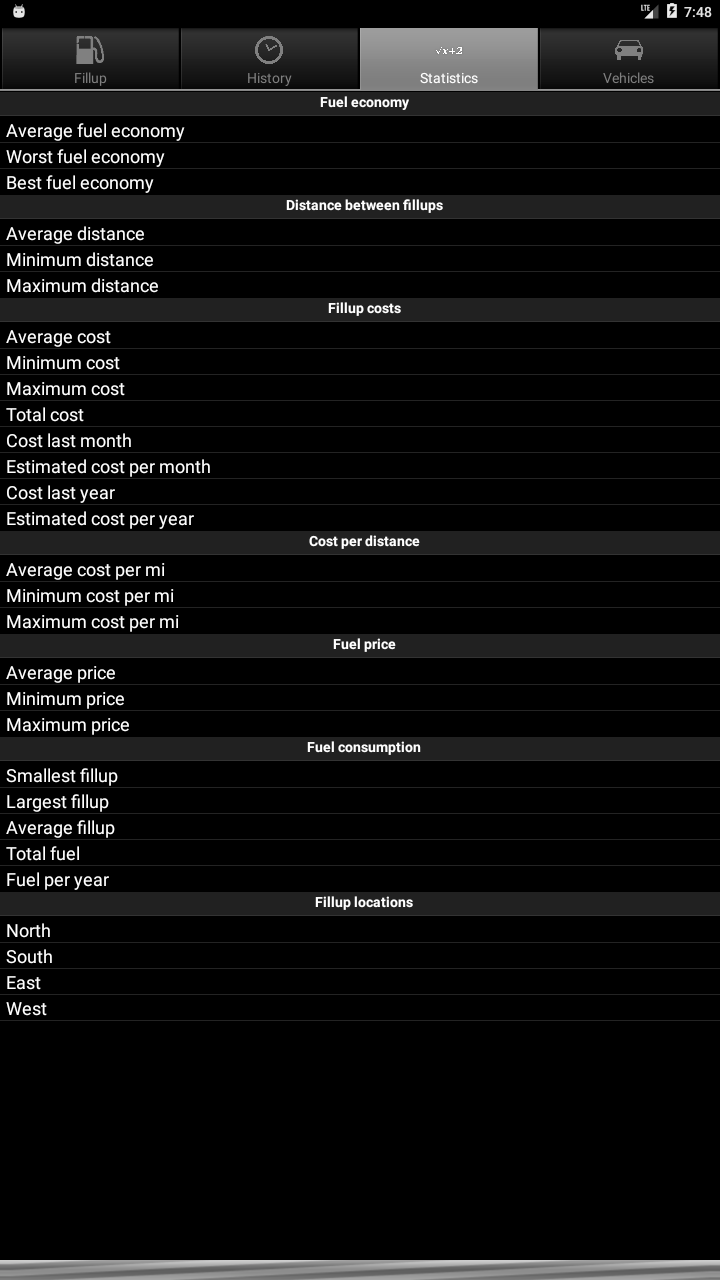 LTE 7:48
Fillup
History
√x+2
Statistics
Vehicles
Fuel economy
Average fuel economy
Worst fuel economy
Best fuel economy
Distance between fillups
Average distance
Minimum distance
Maximum distance
Fillup costs
Average cost
Minimum cost
Maximum cost
Total cost
Cost last month
Estimated cost per month
Cost last year
Estimated cost per year
Cost per distance
Average cost per mi
Minimum cost per mi
Maximum cost per mi
Fuel price
Average price
Minimum price
Maximum price
Fuel consumption
Smallest fillup
Largest fillup
Average fillup
Total fuel
Fuel per year
Fillup locations
North
South
East
West